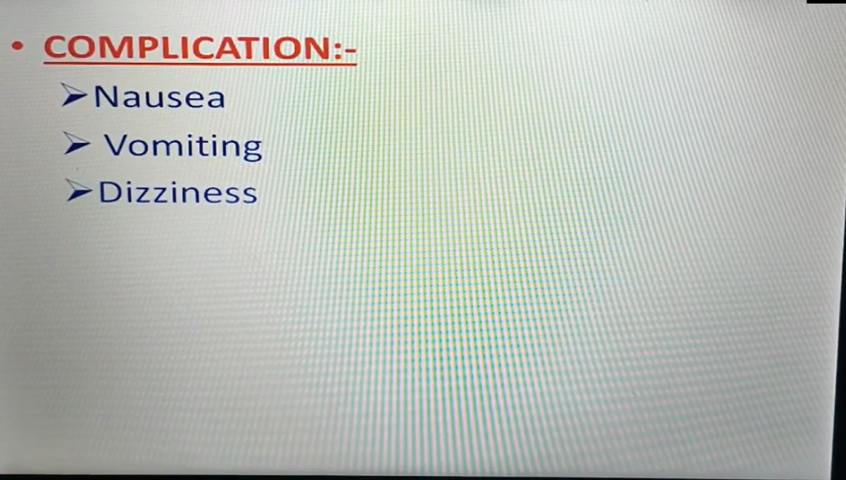 • COMPLICATION:-
➢Nausea
➢ Vomiting
➢Dizziness